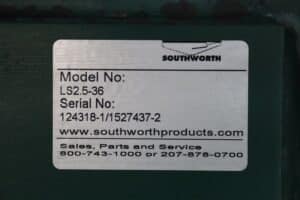 SOUTHWORTH
Model No:
LS2.5-36
Serial No:
124318-1/1527437-2
www.southworthproducts.com
Sales, Parts and Service
800-743-1000 or 207-878-0700